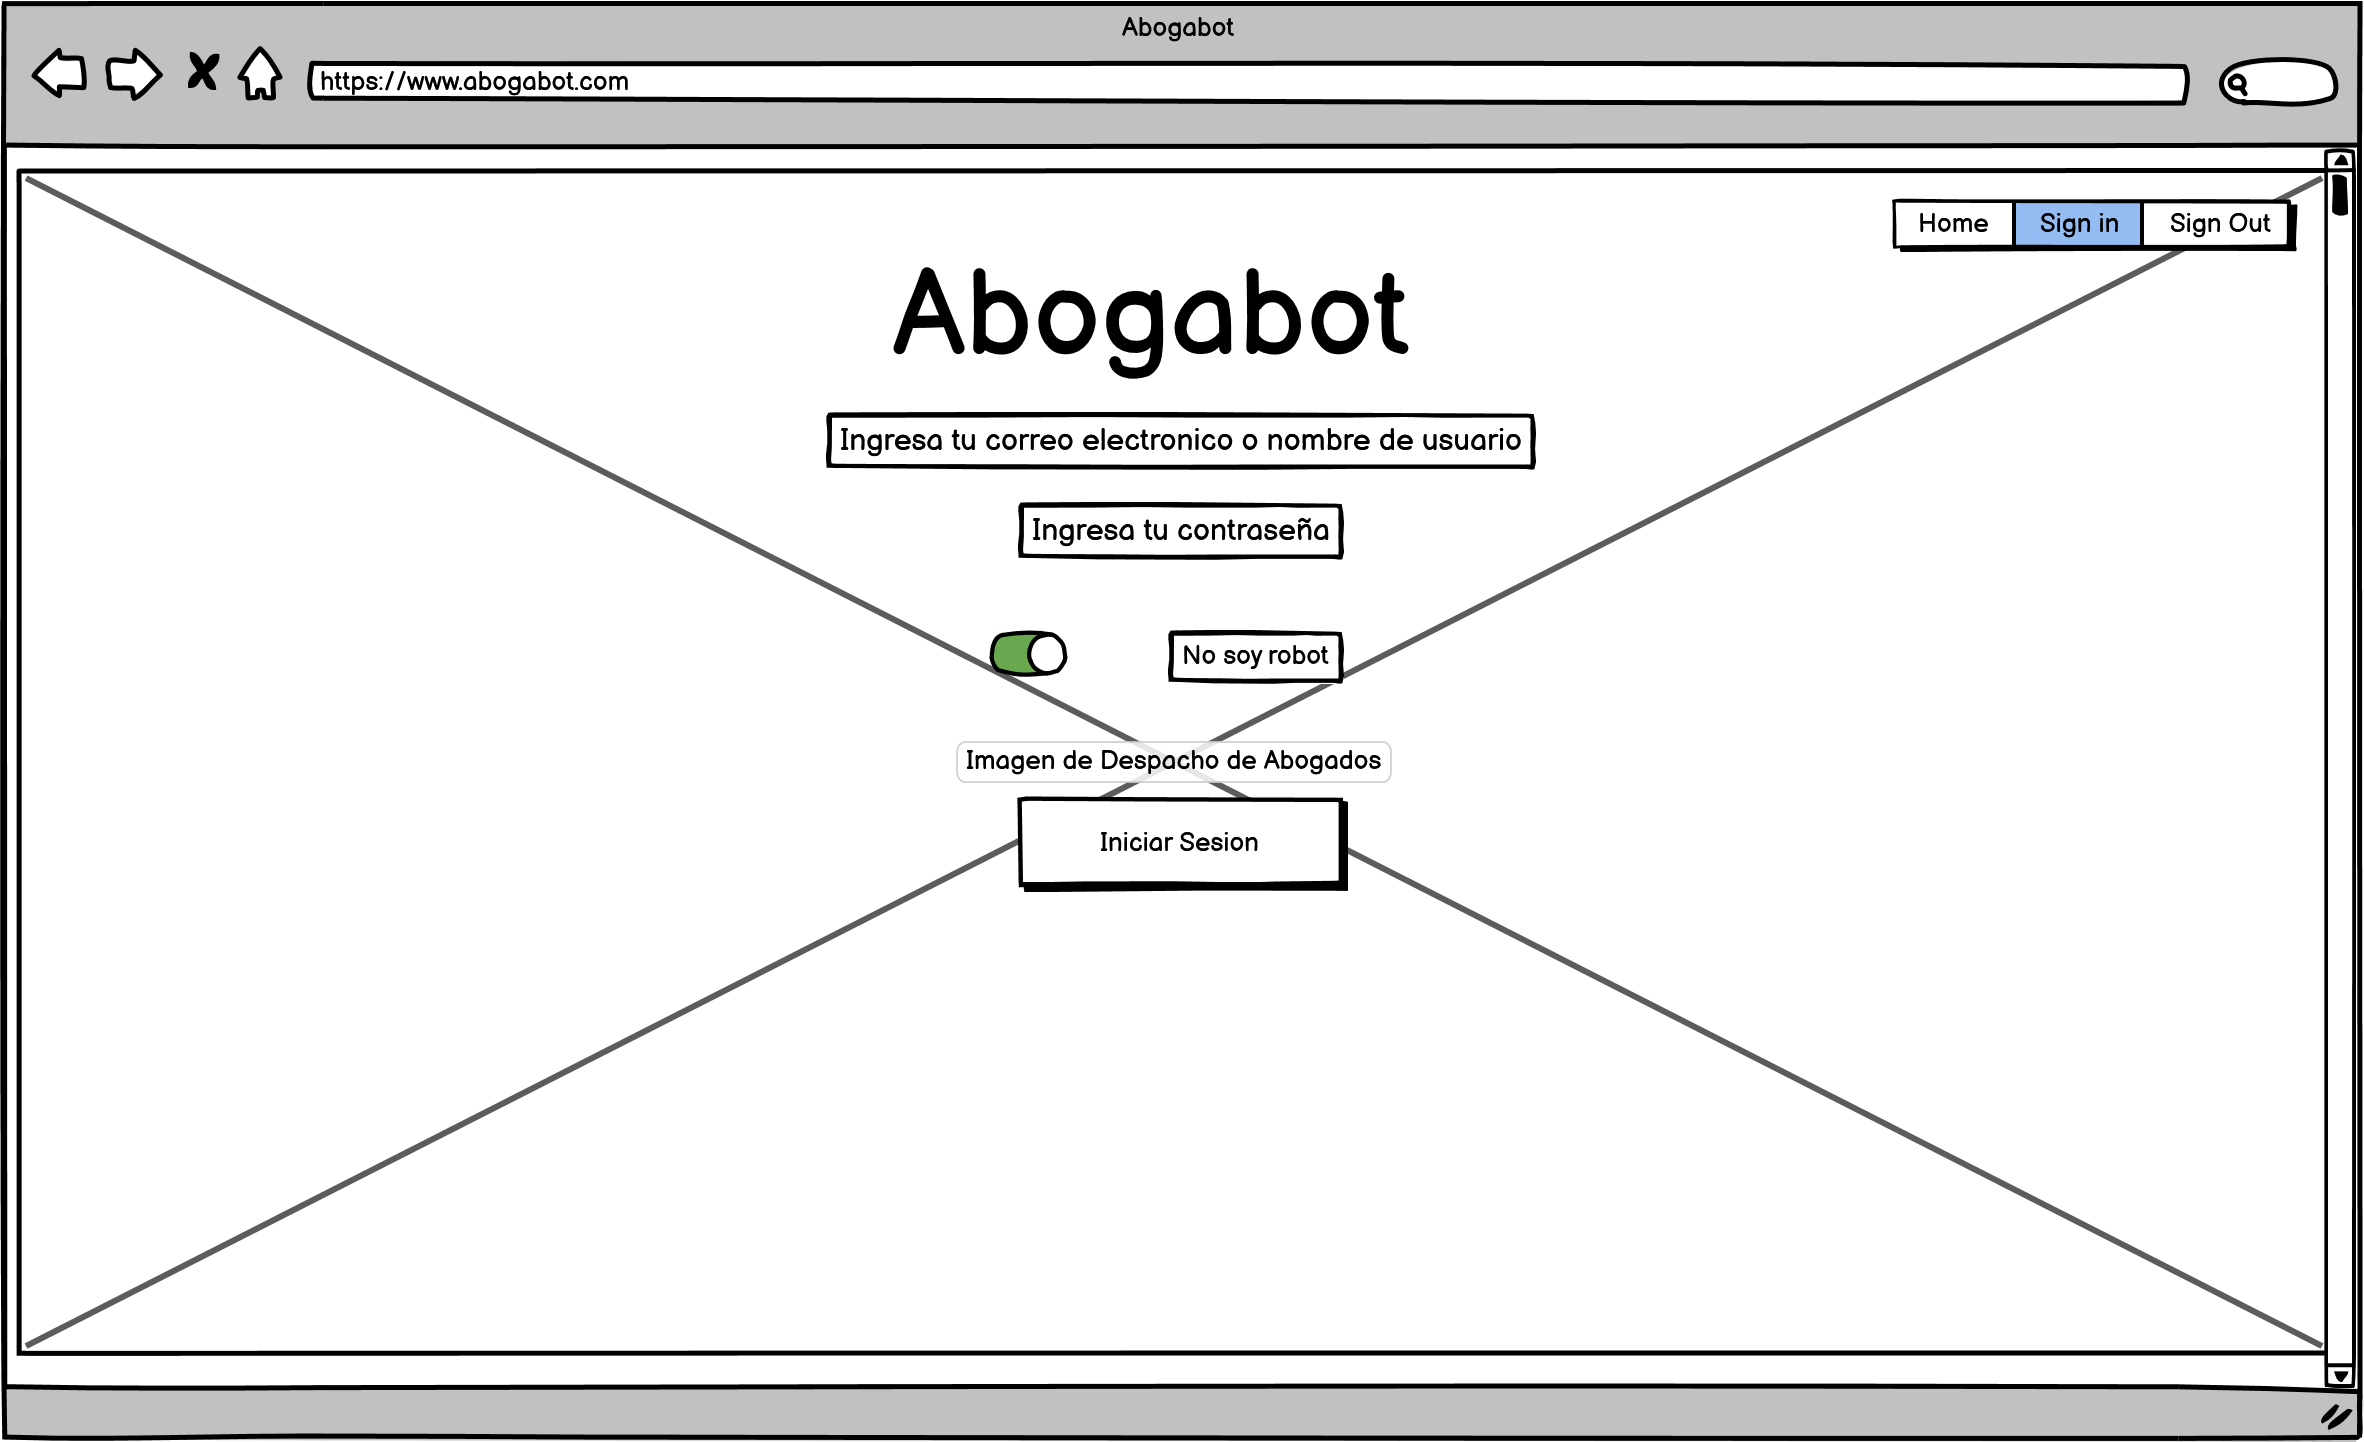 Abogabot
https://www.abogabot.com
Home Sign in Sign Out
Abogabot
Ingresa tu correo electronico o nombre de usuario
Ingresa tu contraseña
No soy robot
Imagen de Despacho de Abogados
Iniciar Sesion